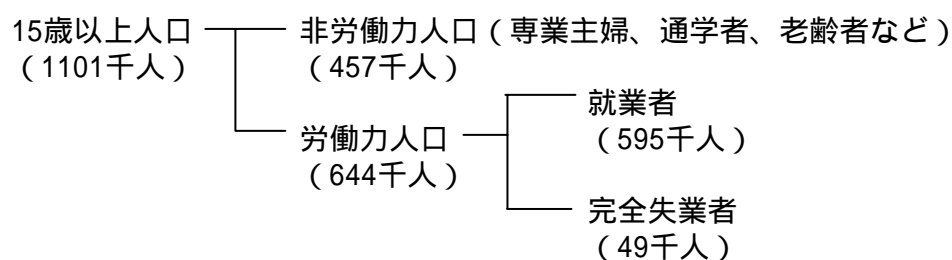 15歳以上人口
（1101千人）
非労働力人口（専業主婦、通学者、老齢者など）
（457千人）
労働力人口
（644千人）
就業者
（595千人）
完全失業者
（49千人）